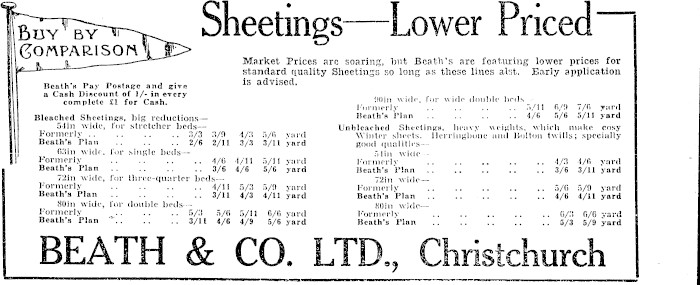 BUY BY
COMPARISON
Sheetings—Lower Priced
Market Prices are soaring, but Beath's are featuring lower prices for
standard quality Sheetings so long as these lines alst. Early application
is advised.
Beath's Pay Postage and give
a Cash Discount of 1/- in every
complete £1 for Cash.
Bleached Sheetings, big reductions—
54in wide, for stretcher beds—
Formerly .. .. 3/3 3/9 4/3 5/6 yard
Beath's Plan .. 2/6 2/11 3/3 3/11 yard
63in wide, for single beds—
Formerly .. .. .. .. 4/6 4/11 5/11 yard
Beath's Plan .. .. .. 3/6 4/6 5/6 yard
72in wide, for three-quarter beds—
Formerly .. .. .. .. 4/11 5/3 5/9 yard
Beath's Plan .. .. .. 3/11 4/3 4/11 yard
80in wide, for double beds—
Formerly .. .. .. 5/3 5/6 5/11 6/6 yard
Beath's Plan .. .. .. 3/11 4/6 4/9 5/6 yard
90in wide, for wide double beds—
Formerly .. .. .. .. 5/11 6/9 7/6 yard
Beath's Plan .. .. .. .. 4/6 5/6 5/11 yard
Unbleached Sheetings, heavy weights, which make cosy
Winter sheets. Herringbone and Bolton twills; specialty
good qualities—
54in wide—
Formerly .. .. .. .. .. 4/3 4/6 yard
Beath's Plan .. .. .. .. 3/6 3/11 yard
72in wide—
Formerly .. .. .. .. .. 5/6 5/9 yard
Beath's Plan .. .. .. .. 4/6 4/11 yard
80in wide—
Formerly .. .. .. .. .. 6/3 6/6 yard
Beath's Plan .. .. .. .. 5/3 5/9 yard
BEATH & CO. LTD., Christchurch